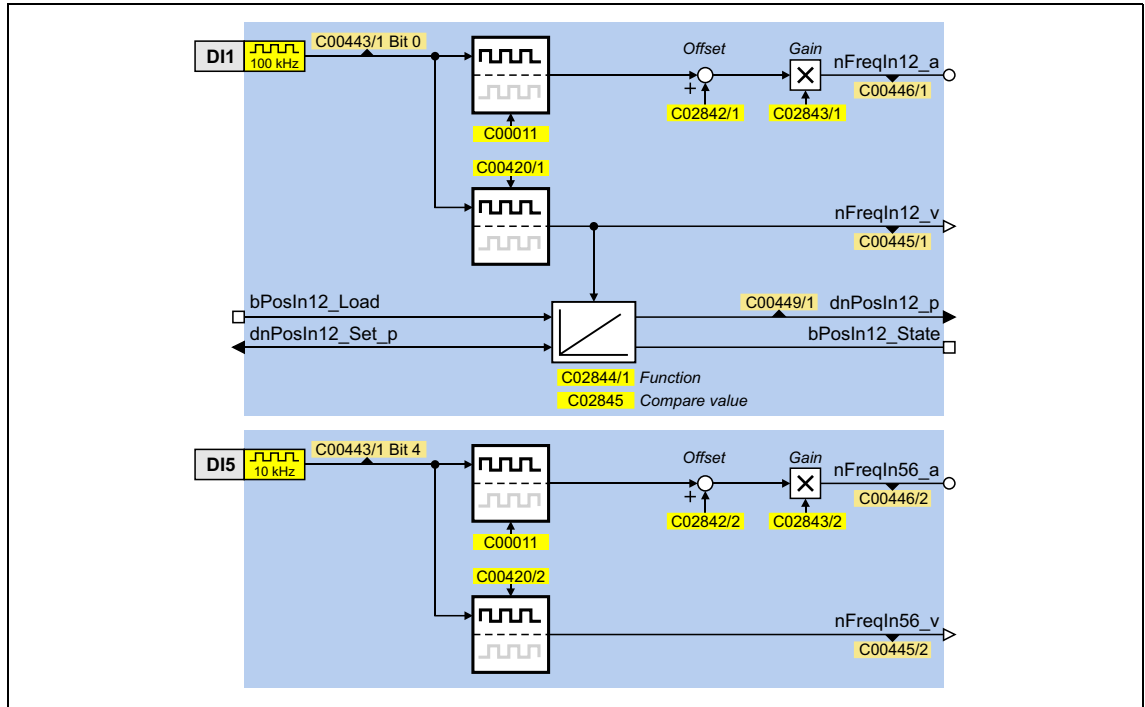 DI1
100 kHz
C00443/1 Bit 0
Offset
Gain
nFreqIn12_a
+
C00446/1
C02842/1
C02843/1
C00011
C00420/1
nFreqIn12_v
C00445/1
bPosIn12_Load
C00449/1
dnPosIn12_p
dnPosIn12_Set_p
bPosIn12_State
C02844/1 Function
C02845 Compare value
DI5
10 kHz
C00443/1 Bit 4
Offset
Gain
nFreqIn56_a
+
C00446/2
C02842/2
C02843/2
C00011
C00420/2
nFreqIn56_v
C00445/2